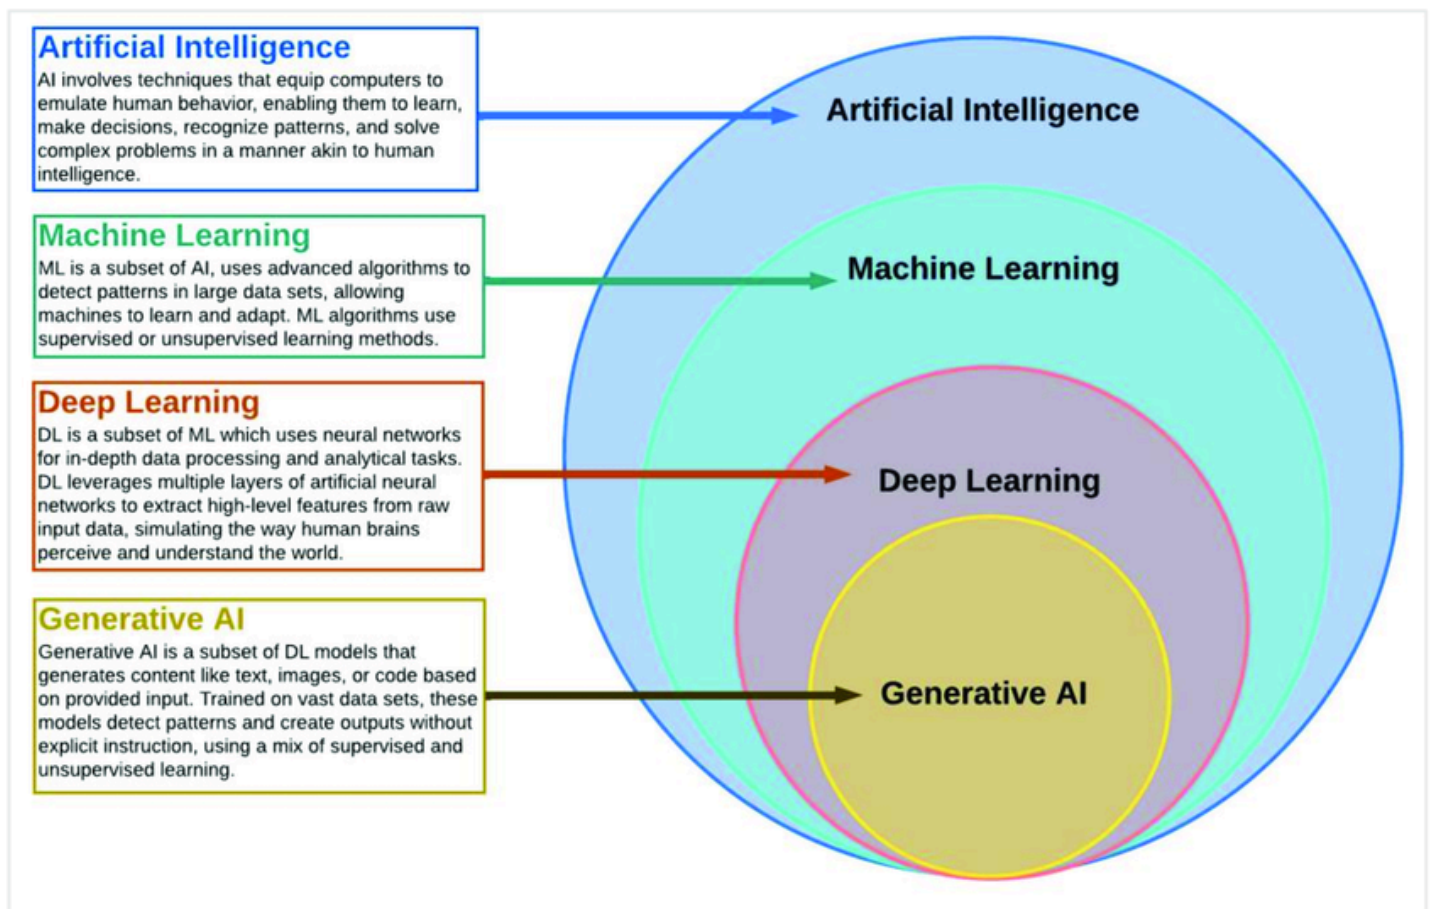 Artificial Intelligence
AI involves techniques that equip computers to
emulate human behavior, enabling them to learn,
make decisions, recognize patterns, and solve
complex problems in a manner akin to human
intelligence.
Machine Learning
ML is a subset of AI, uses advanced algorithms to
detect patterns in large data sets, allowing
machines to learn and adapt. ML algorithms use
supervised or unsupervised learning methods.
Deep Learning
DL is a subset of ML which uses neural networks
for in-depth data processing and analytical tasks.
DL leverages multiple layers of artificial neural
networks to extract high-level features from raw
input data, simulating the way human brains
perceive and understand the world.
Generative AI
Generative AI is a subset of DL models that
generates content like text, images, or code based
on provided input. Trained on vast data sets, these
models detect patterns and create outputs without
explicit instruction, using a mix of supervised and
unsupervised learning.
Artificial Intelligence
Machine Learning
Deep Learning
Generative AI